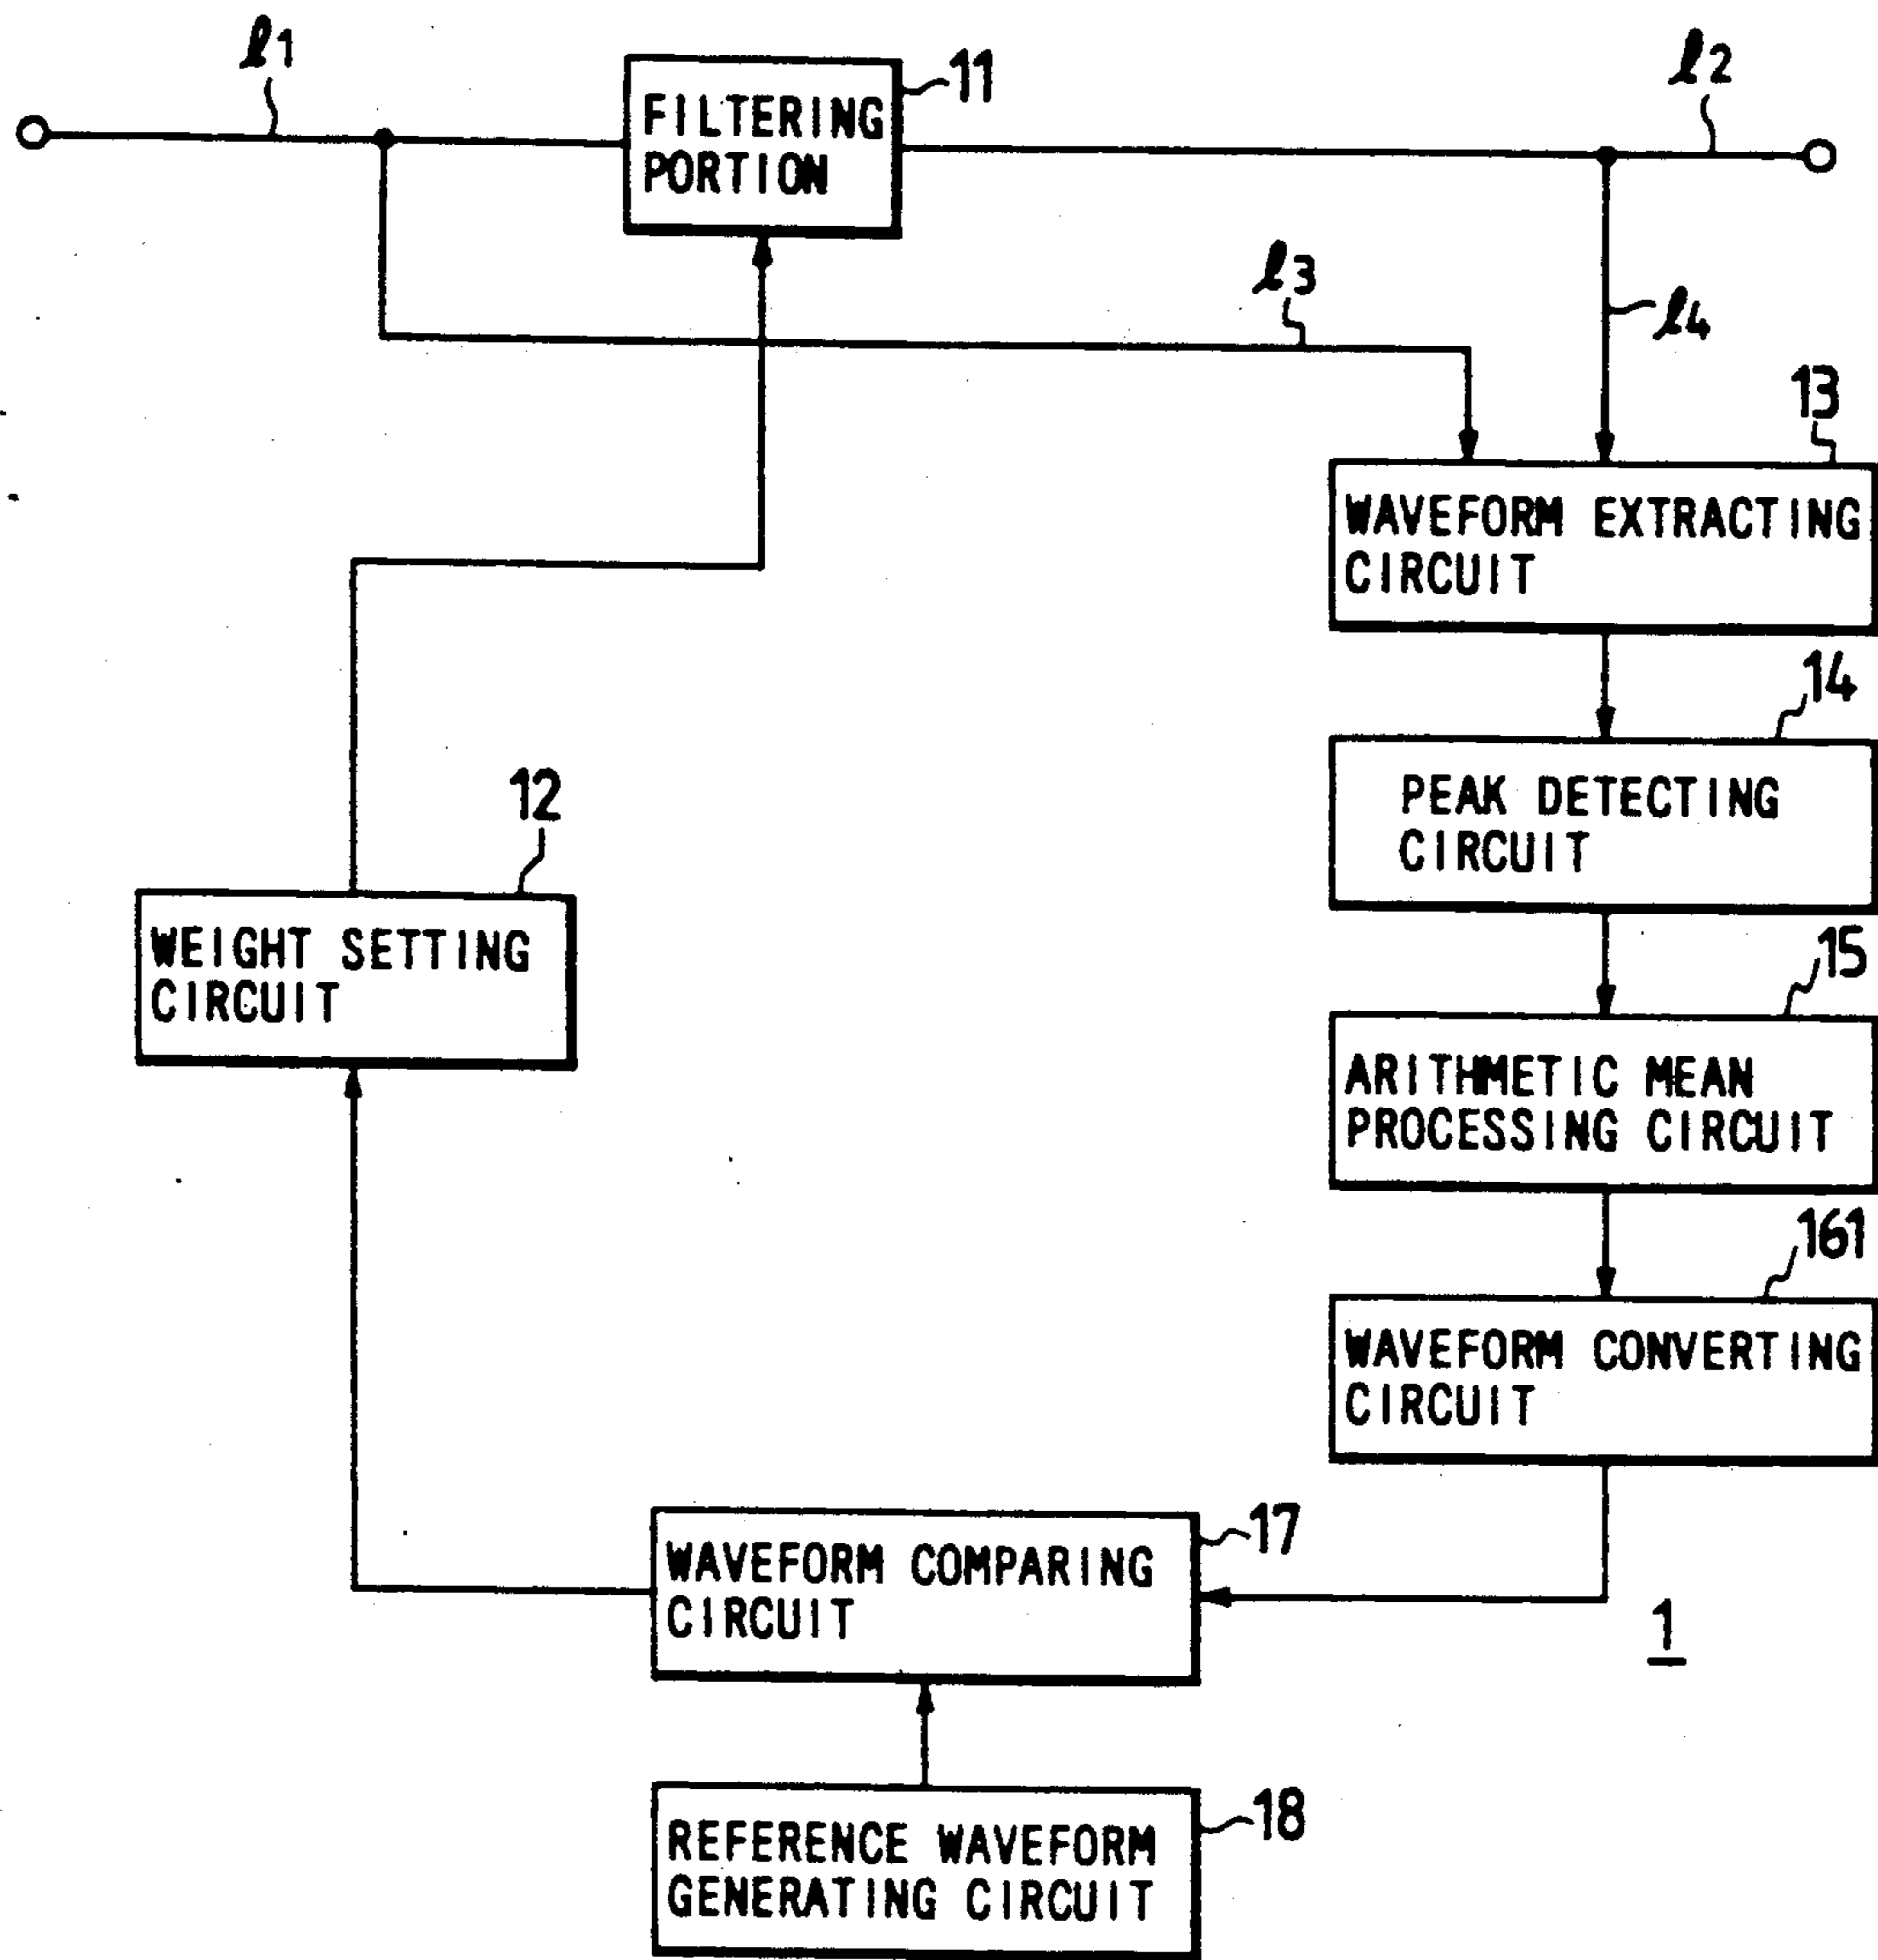 ℓ1
11
ℓ2
FILTERING
PORTION
ℓ3
ℓ4
13
WAVEFORM EXTRACTING
CIRCUIT
14
PEAK DETECTING
CIRCUIT
12
WEIGHT SETTING
CIRCUIT
15
ARITHMETIC MEAN
PROCESSING CIRCUIT
161
WAVEFORM CONVERTING
CIRCUIT
17
WAVEFORM COMPARING
CIRCUIT
1
18
REFERENCE WAVEFORM
GENERATING CIRCUIT